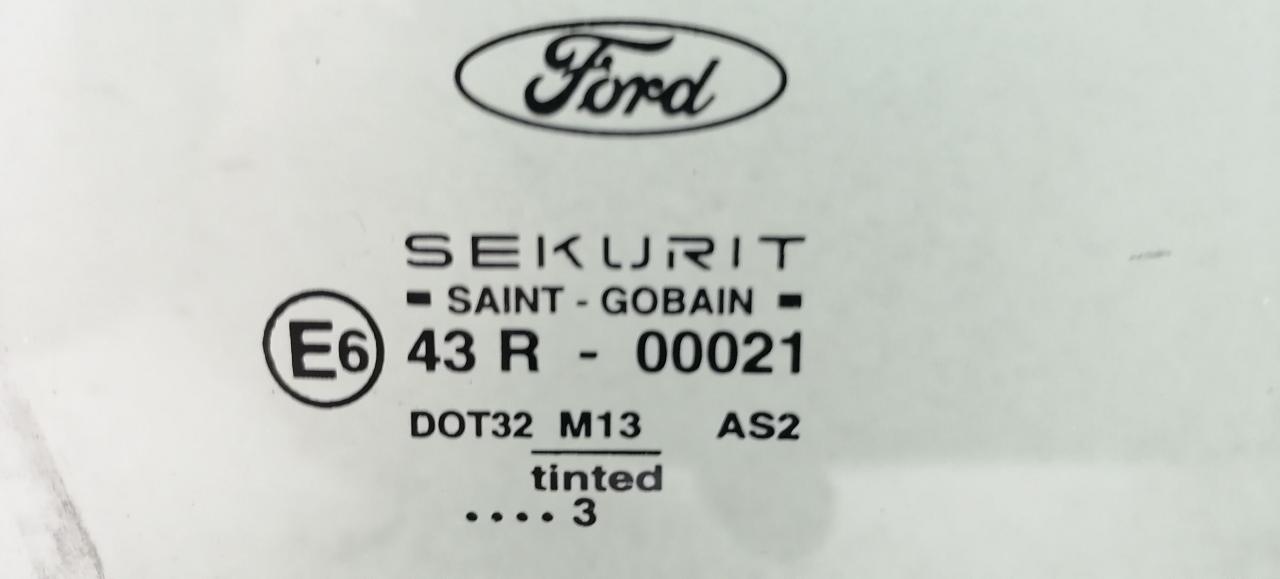 Ford
SEKURIT
- SAINT - GOBAIN -
E6 43 R - 00021
DOT32 M13 AS2
tinted
.... 3